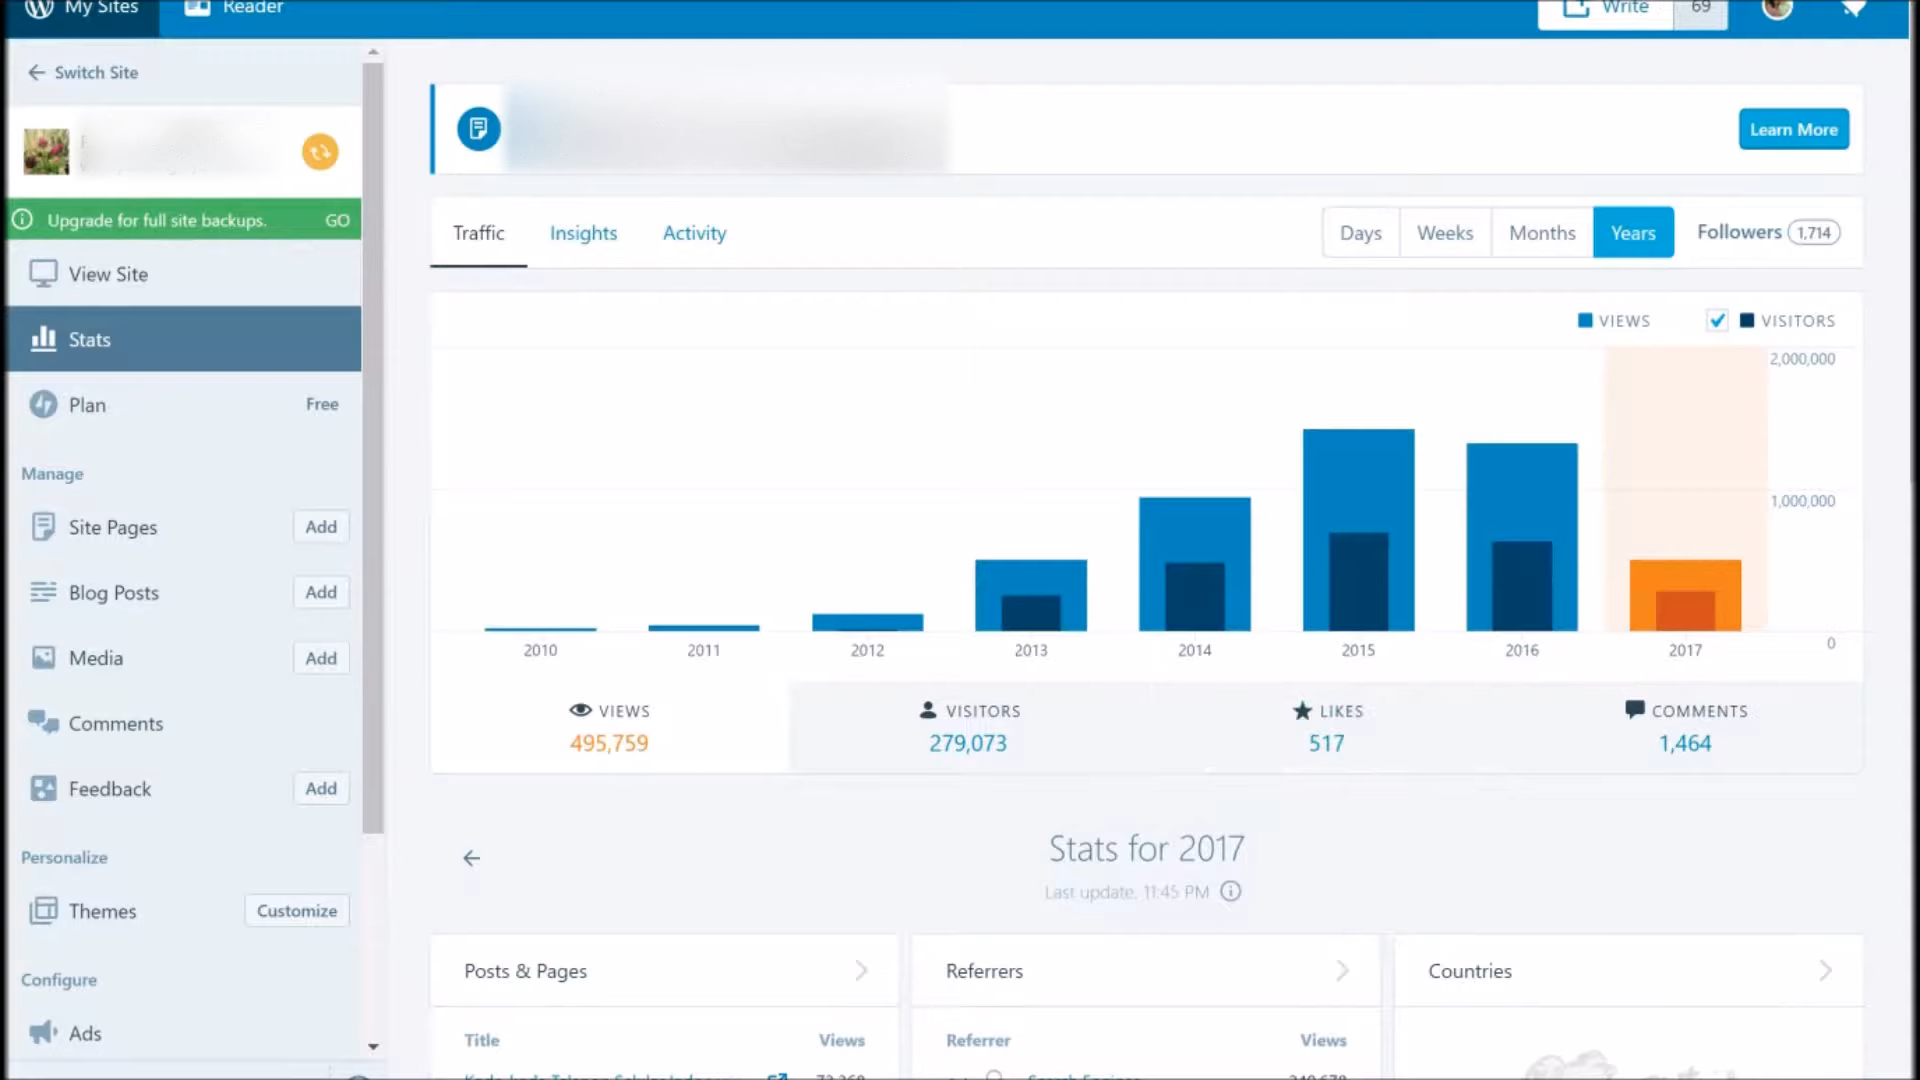 My Sites
Reader
Write
69
Switch Site
Upgrade for full site backups. GO
View Site
Stats
Plan Free
Manage
Site Pages Add
Blog Posts Add
Media Add
Comments
Feedback Add
Personalize
Themes Customize
Configure
Ads
Learn More
Traffic Insights Activity
Days Weeks Months Years Followers 1,714
VIEWS VISITORS
2,000,000
1,000,000
0
2010 2011 2012 2013 2014 2015 2016 2017
VIEWS VISITORS LIKES COMMENTS
495,759 279,073 517 1,464
Stats for 2017
Last update: 11:45 PM
Posts & Pages Referrers Countries
Title Views Referrer Views